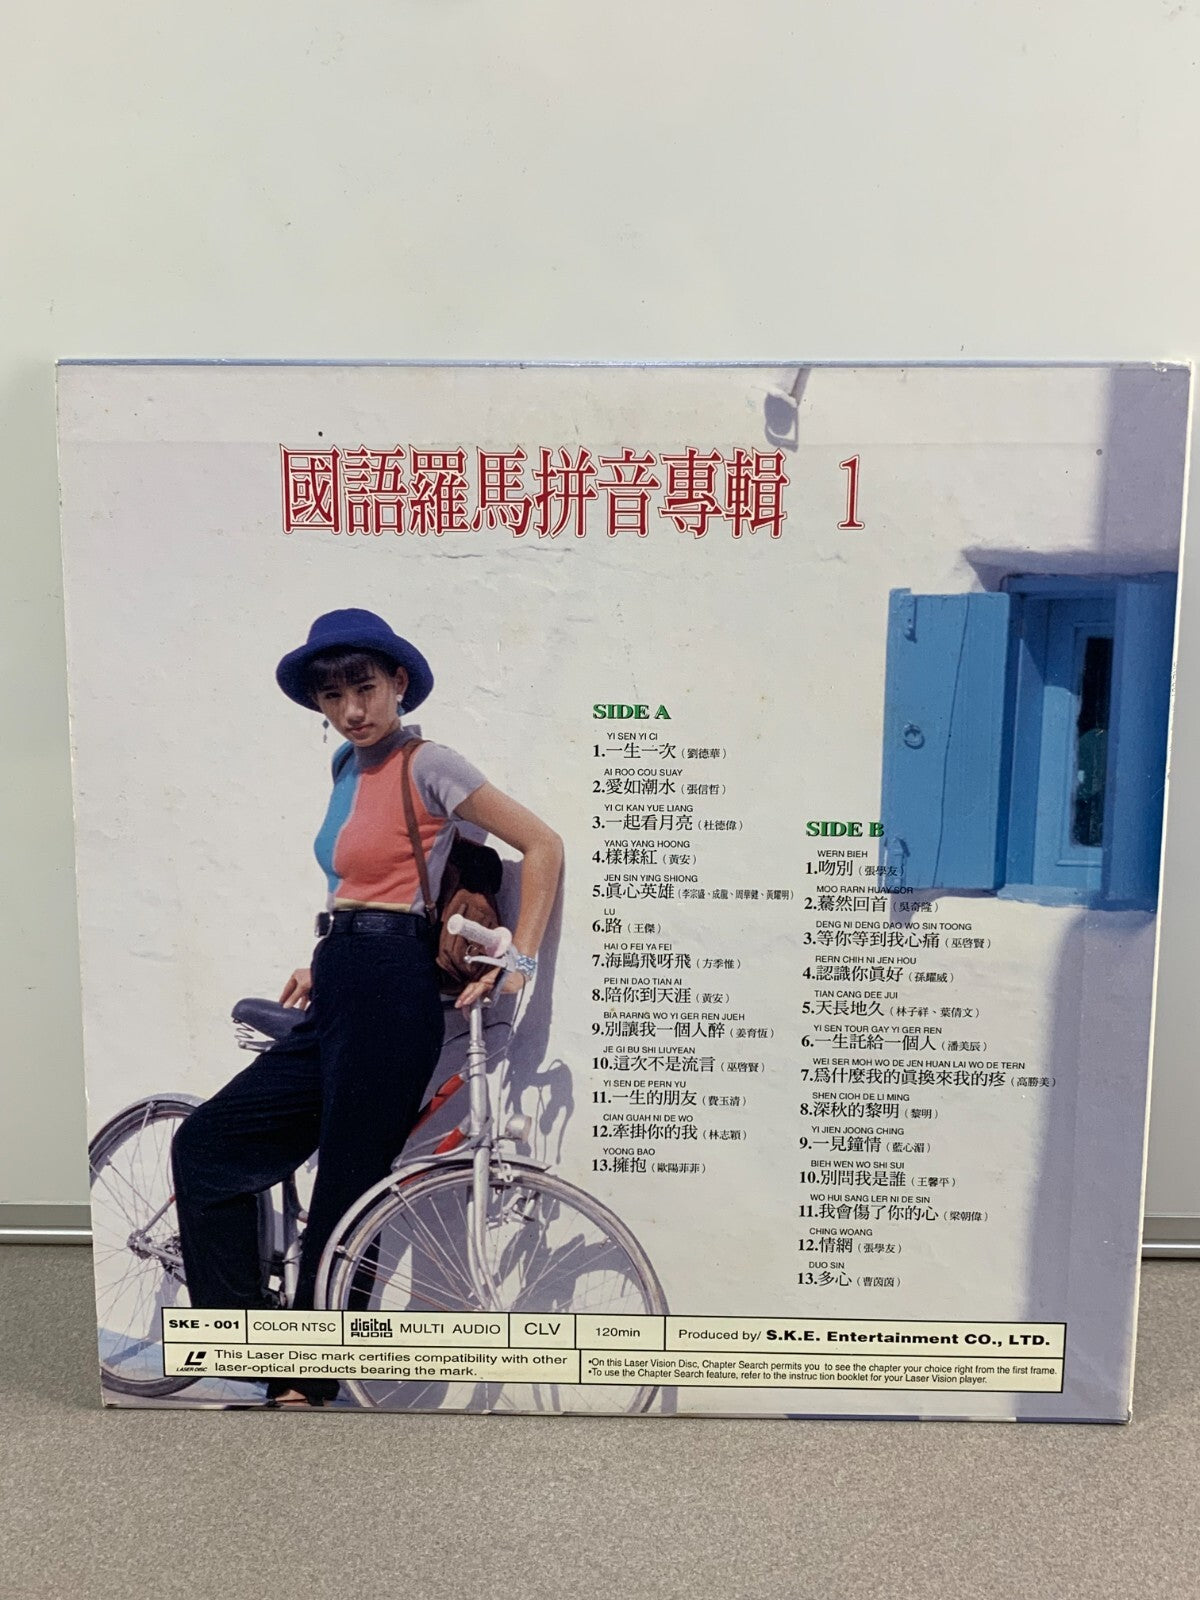 國語羅馬拼音專輯 1
SIDE A
YI SEN YI CI
1.一生一次（劉德華）
AI ROO COU SUAY
2.愛如潮水（張信哲）
YI CI KAN YUE LIANG
3.一起看月亮（杜德偉）
YANG YANG HOONG
4.樣樣紅（黃安）
JEN SIN YING SHIONG
5.眞心英雄（李宗盛、成龍、周華健、黃耀明）
LU
6.路（王傑）
HAI O FEI YA FEI
7.海鷗飛呀飛（方季惟）
PEI NI DAO TIAN AI
8.陪你到天涯（黃安）
BIA RARNG WO YI GER REN JUEH
9.別讓我一個人醉（姜育恆）
JE GI BU SHI LIUYEAN
10.這次不是流言（巫啓賢）
YI SEN DE PERN YU
11.一生的朋友（費玉清）
CIAN GUAH NI DE WO
12.牽掛你的我（林志穎）
YOONG BAO
13.擁抱（歐陽菲菲）
SIDE B
WERN BIEH
1.吻別（張學友）
MOO RARN HUAY SOR
2.驀然回首（吳奇隆）
DENG NI DENG DAO WO SIN TOONG
3.等你等到我心痛（巫啓賢）
RERN CHIH NI JEN HOU
4.認識你眞好（孫耀威）
TIAN CANG DEE JUI
5.天長地久（林子祥、葉倩文）
YI SEN TOUR GAY YI GER REN
6.一生託給一個人（潘美辰）
WEI SER MOH WO DE JEN HUAN LAI WO DE TERN
7.爲什麼我的眞換來我的疼（高勝美）
SHEN CIOH DE LI MING
8.深秋的黎明（黎明）
YI JIEN JOONG CHING
9.一見鐘情（藍心湄）
BIEH WEN WO SHI SUI
10.別問我是誰（王馨平）
WO HUI SANG LER NI DE SIN
11.我會傷了你的心（梁朝偉）
CHING WOANG
12.情網（張學友）
DUO SIN
13.多心（曹茵茵）
SKE - 001 COLOR NTSC digital AUDIO MULTI AUDIO CLV 120min Produced by/ S.K.E. Entertainment CO., LTD.
LASER DISC This Laser Disc mark certifies compatibility with other
laser-optical products bearing the mark.
•On this Laser Vision Disc, Chapter Search permits you to see the chapter your choice right from the first frame.
•To use the Chapter Search feature, refer to the instruc tion booklet for your Laser Vision player.